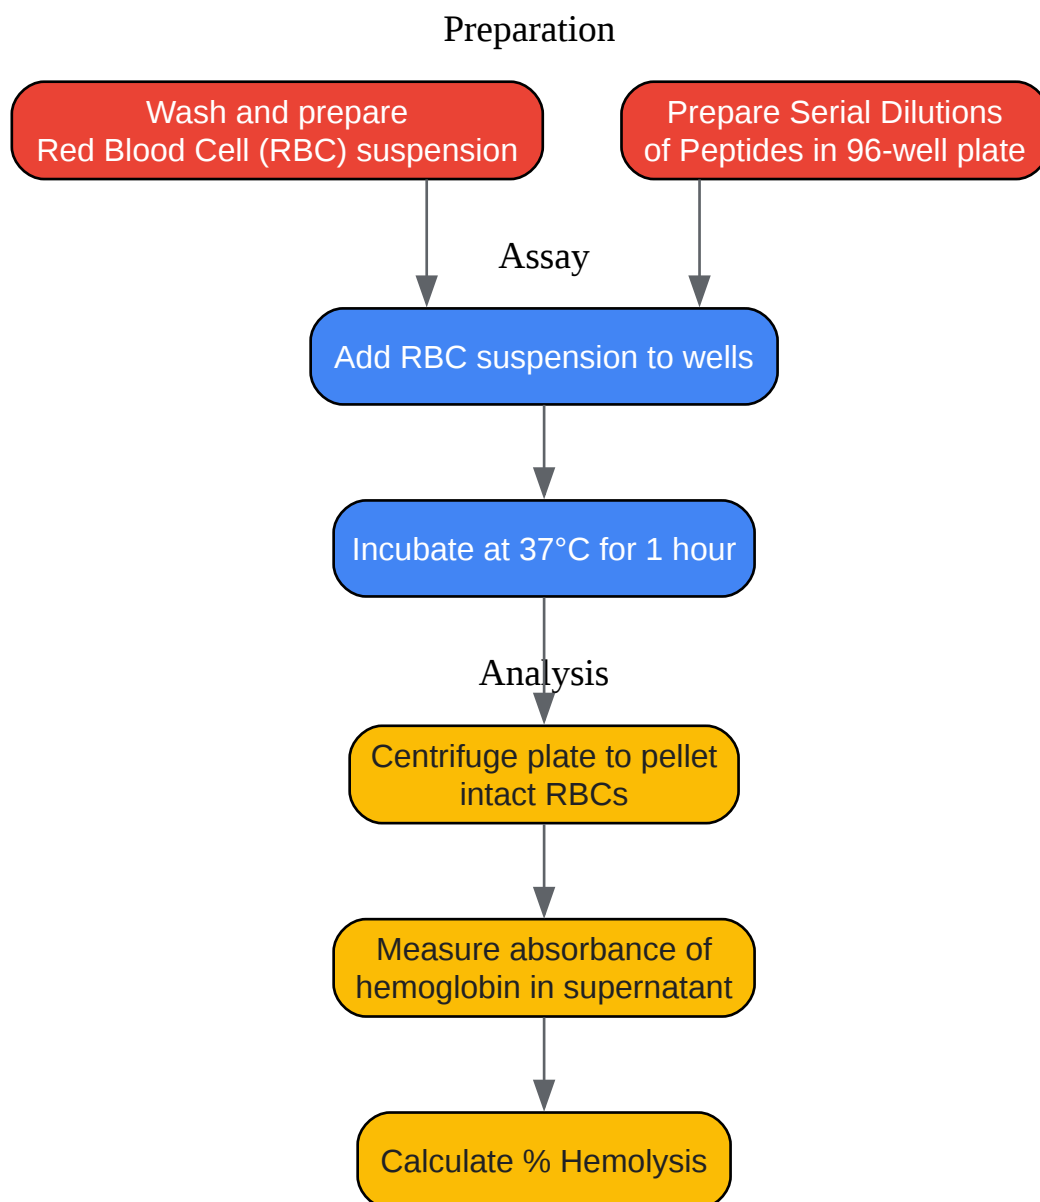 Preparation
Wash and prepare
Red Blood Cell (RBC) suspension
Prepare Serial Dilutions
of Peptides in 96-well plate
Assay
Add RBC suspension to wells
Incubate at 37°C for 1 hour
Analysis
Centrifuge plate to pellet
intact RBCs
Measure absorbance of
hemoglobin in supernatant
Calculate % Hemolysis